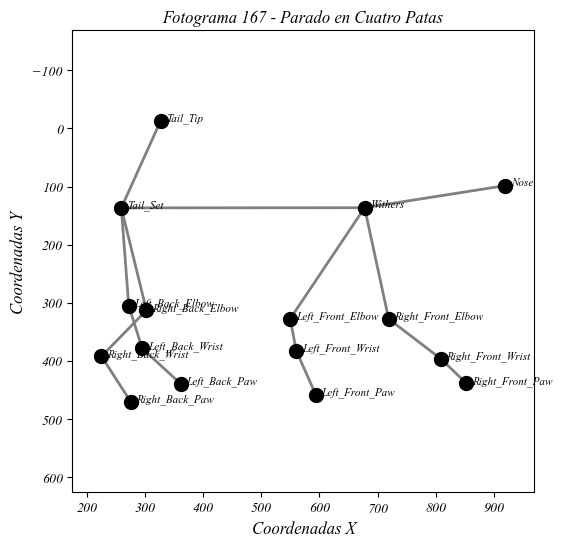 Fotograma 167 - Parado en Cuatro Patas
−100
Tail_Tip
0
100
Nose
Tail_Set
Withers
200
300
Left_Back_Elbow
Right_Back_Elbow
Left_Front_Elbow
Right_Front_Elbow
Left_Back_Wrist
Left_Front_Wrist
Right_Back_Wrist
Right_Front_Wrist
400
Left_Back_Paw
Right_Front_Paw
Left_Front_Paw
Right_Back_Paw
500
600
200 300 400 500 600 700 800 900
Coordenadas X
Coordenadas Y